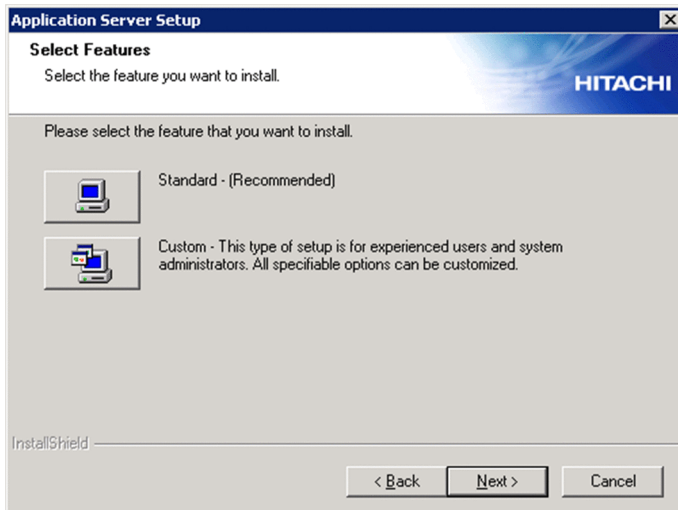 Application Server Setup
Select Features
Select the feature you want to install.
HITACHI
Please select the feature that you want to install.
Standard - (Recommended)
Custom - This type of setup is for experienced users and system
administrators. All specifiable options can be customized.
InstallShield
< Back
Next >
Cancel